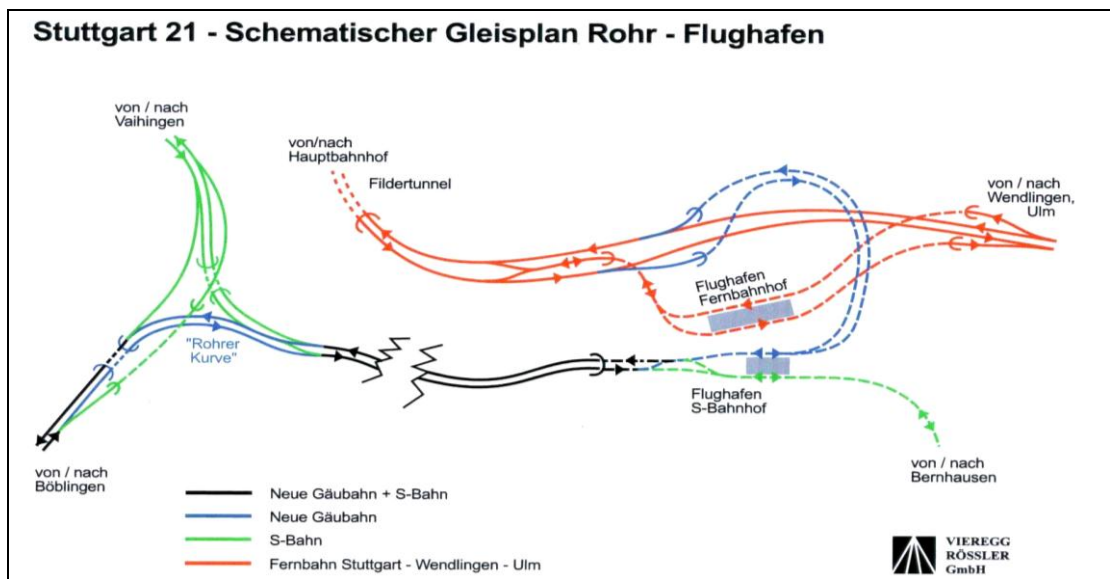 Stuttgart 21 - Schematischer Gleisplan Rohr - Flughafen
von / nach
Vaihingen
von/nach
Hauptbahnhof
Fildertunnel
von / nach
Wendlingen,
Ulm
Flughafen
Fernbahnhof
"Rohrer
Kurve"
Flughafen
S-Bahnhof
von / nach
Böblingen
von / nach
Bernhausen
Neue Gäubahn + S-Bahn
Neue Gäubahn
S-Bahn
Fernbahn Stuttgart - Wendlingen - Ulm
VIEREGG
RÖSSLER
GmbH